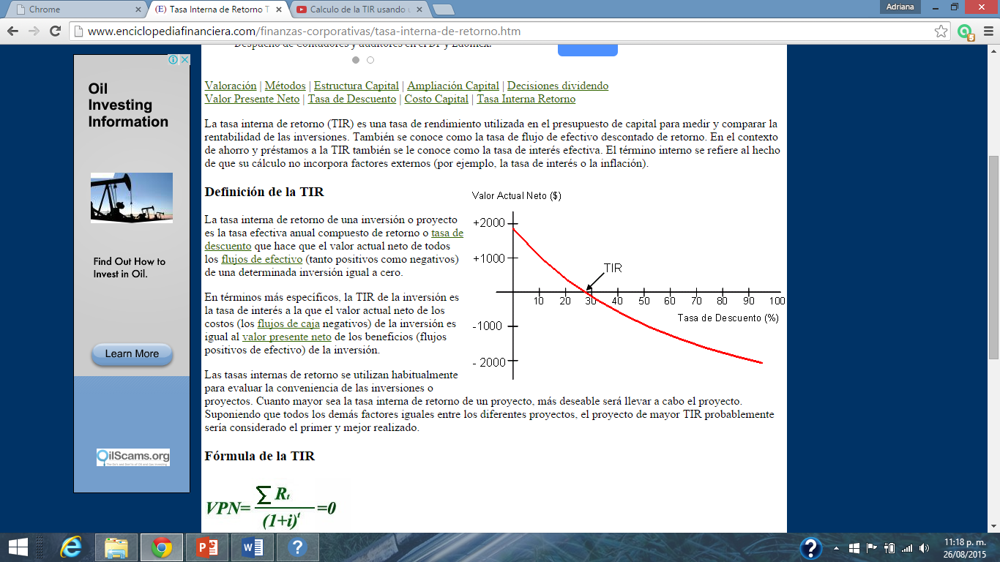 Adriana
Chrome
(E) Tasa Interna de Retorno T
Calculo de la TIR usando u
www.enciclopediafinanciera.com/finanzas-corporativas/tasa-interna-de-retorno.htm
5
Oil
Investing
Information
Find Out How to
Invest in Oil.
Learn More
OilScams.org
Despacho de Contadores y auditores en el DF y Edomex.
Valoración | Métodos | Estructura Capital | Ampliación Capital | Decisiones dividendo
Valor Presente Neto | Tasa de Descuento | Costo Capital | Tasa Interna Retorno
La tasa interna de retorno (TIR) es una tasa de rendimiento utilizada en el presupuesto de capital para medir y comparar la
rentabilidad de las inversiones. También se conoce como la tasa de flujo de efectivo descontado de retorno. En el contexto
de ahorro y préstamos a la TIR también se le conoce como la tasa de interés efectiva. El término interno se refiere al hecho
de que su cálculo no incorpora factores externos (por ejemplo, la tasa de interés o la inflación).
Definición de la TIR
La tasa interna de retorno de una inversión o proyecto
es la tasa efectiva anual compuesto de retorno o tasa de
descuento que hace que el valor actual neto de todos
los flujos de efectivo (tanto positivos como negativos)
de una determinada inversión igual a cero.
En términos más específicos, la TIR de la inversión es
la tasa de interés a la que el valor actual neto de los
costos (los flujos de caja negativos) de la inversión es
igual al valor presente neto de los beneficios (flujos
positivos de efectivo) de la inversión.
Valor Actual Neto ($)
+2000
+1000
TIR
10 20 30 40 50 60 70 80 90 100
Tasa de Descuento (%)
-1000
- 2000
Las tasas internas de retorno se utilizan habitualmente
para evaluar la conveniencia de las inversiones o
proyectos. Cuanto mayor sea la tasa interna de retorno de un proyecto, más deseable será llevar a cabo el proyecto.
Suponiendo que todos los demás factores iguales entre los diferentes proyectos, el proyecto de mayor TIR probablemente
sería considerado el primer y mejor realizado.
Fórmula de la TIR
VPN= ∑ Rt / (1+i)^t =0
11:18 p. m.
26/08/2015